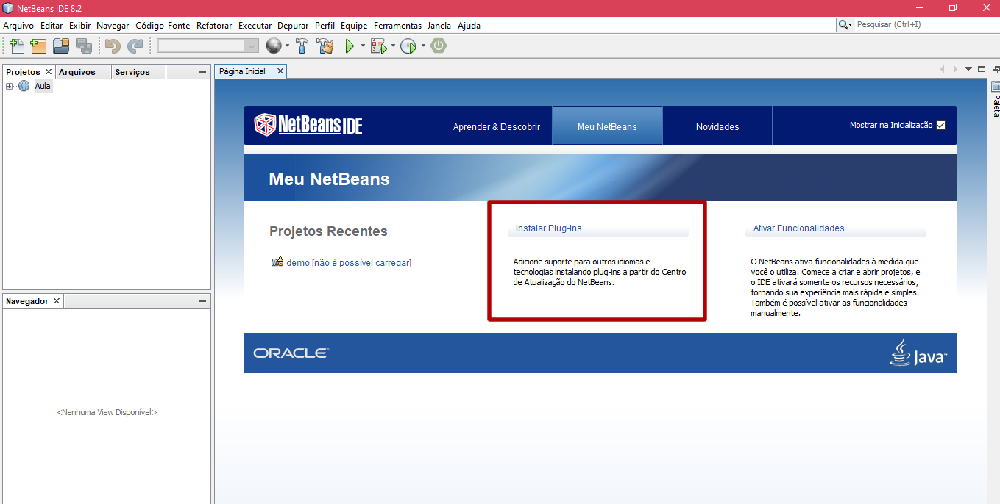 NetBeans IDE 8.2
Arquivo Editar Exibir Navegar Código-Fonte Refatorar Executar Depurar Perfil Equipe Ferramentas Janela Ajuda
Pesquisar (Ctrl+I)
Projetos Arquivos Serviços
Página Inicial
Aula
Paleta
NetBeans IDE
Aprender & Descobrir
Meu NetBeans
Novidades
Mostrar na Inicialização
Meu NetBeans
Projetos Recentes
demo [não é possível carregar]
Instalar Plug-ins
Adicione suporte para outros idiomas e
tecnologias instalando plug-ins a partir do Centro
de Atualização do NetBeans.
Ativar Funcionalidades
O NetBeans ativa funcionalidades à medida que
você o utiliza. Comece a criar e abrir projetos, e
o IDE ativará somente os recursos necessários,
tornando sua experiência mais rápida e simples.
Também é possível ativar as funcionalidades
manualmente.
Navegador
<Nenhuma View Disponível>
ORACLE
Java